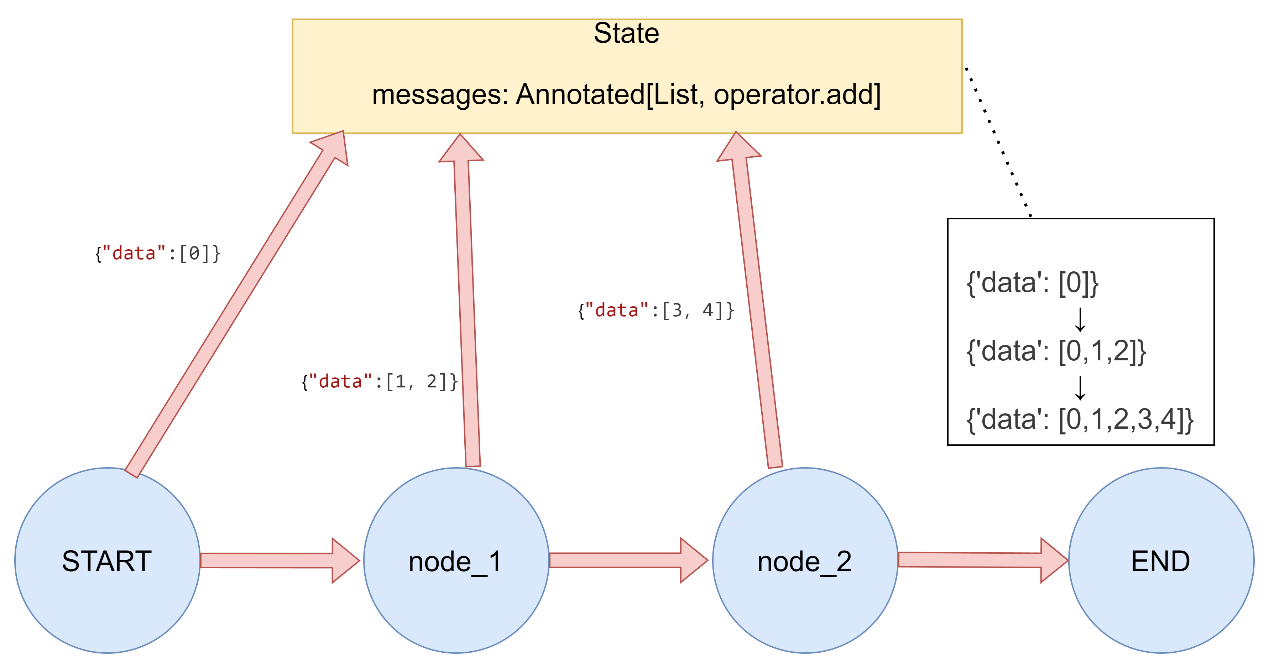 State
messages: Annotated[List, operator.add]
{"data":[0]}
{"data":[3, 4]}
{"data":[1, 2]}
{'data': [0]}
↓
{'data': [0,1,2]}
↓
{'data': [0,1,2,3,4]}
START
node_1
node_2
END